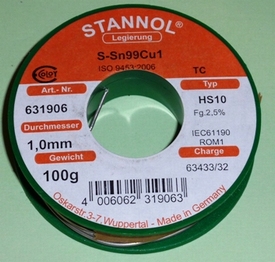 STANNOL®
Legierung
S-Sn99Cu1
ISO 9453:2006
COLOT
TC
Art.-Nr.
631906
Typ
HS10
Fg.2,5%
Durchmesser
1,0mm
IEC61190
ROM1
Gewicht
100g
Charge
63433/32
4 006062 319063
Oskarstr.3-7,Wuppertal - Made in Germany